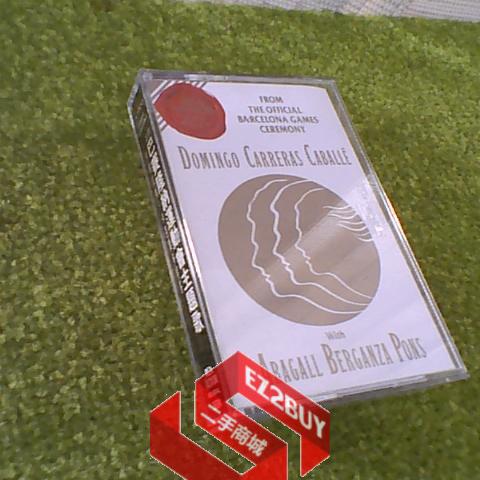 FROM
THE OFFICIAL
BARCELONA GAMES
CEREMONY
DOMINGO CARRERAS CABALLÉ
With
ARAGALL BERGANZA PONS
EZ2BUY
二手商城